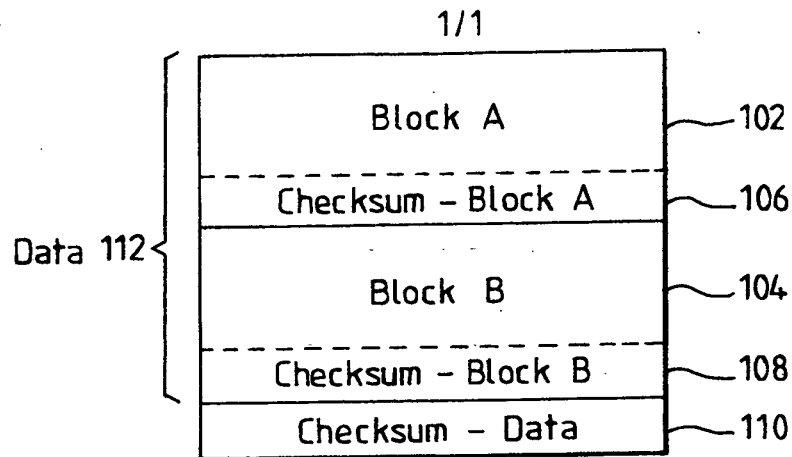 1/1
Block A
102
Checksum - Block A
106
Data 112
Block B
104
Checksum - Block B
108
Checksum - Data
110